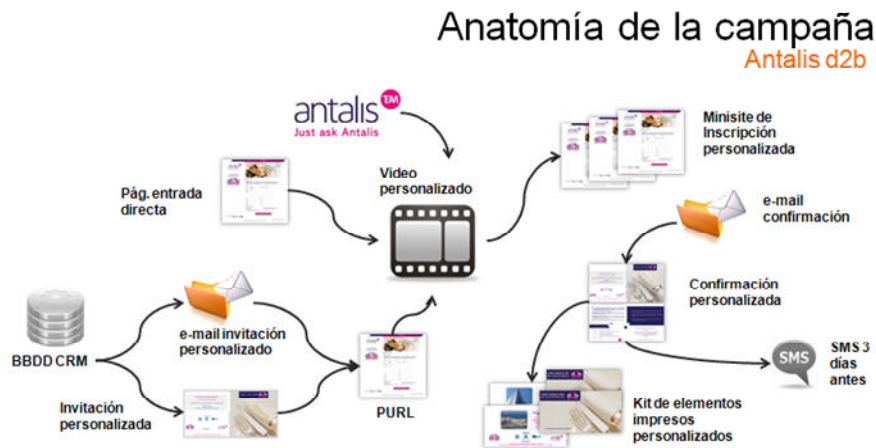 Anatomía de la campaña
Antalis d2b
antalis TM
Just ask Antalis
Minisite de
Inscripción
personalizada
Video
personalizado
Pág. entrada
directa
e-mail
confirmación
Confirmación
personalizada
BBDD CRM
e-mail invitación
personalizado
PURL
Invitación
personalizada
SMS
SMS 3
días
antes
Kit de elementos
impresos
personalizados